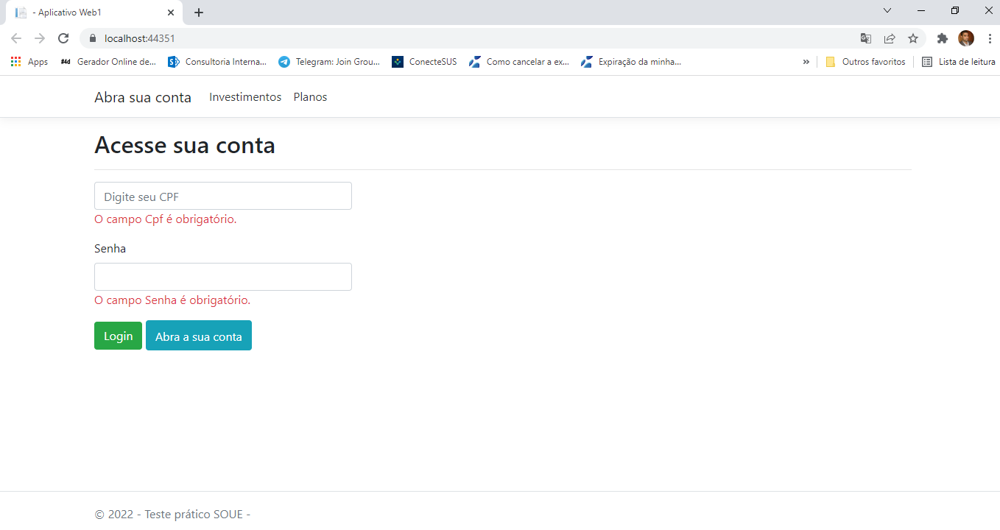 - Aplicativo Web1
localhost:44351
Apps #4d Gerador Online de... Consultoria Interna... Telegram: Join Grou... ConecteSUS Como cancelar a ex... Expiração da minha... » Outros favoritos Lista de leitura
Abra sua conta Investimentos Planos
Acesse sua conta
Digite seu CPF
O campo Cpf é obrigatório.
Senha
O campo Senha é obrigatório.
Login Abra a sua conta
© 2022 - Teste prático SOUE -